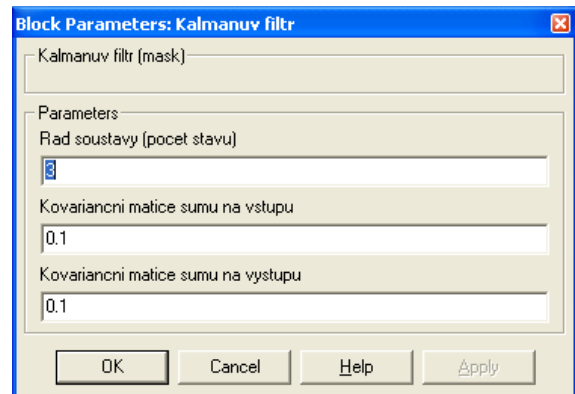 Block Parameters: Kalmanuv filtr
Kalmanuv filtr (mask)
Parameters
Rad soustavy (pocet stavu)
3
Kovariancni matice sumu na vstupu
0.1
Kovariancni matice sumu na vystupu
0.1
OK Cancel Help Apply